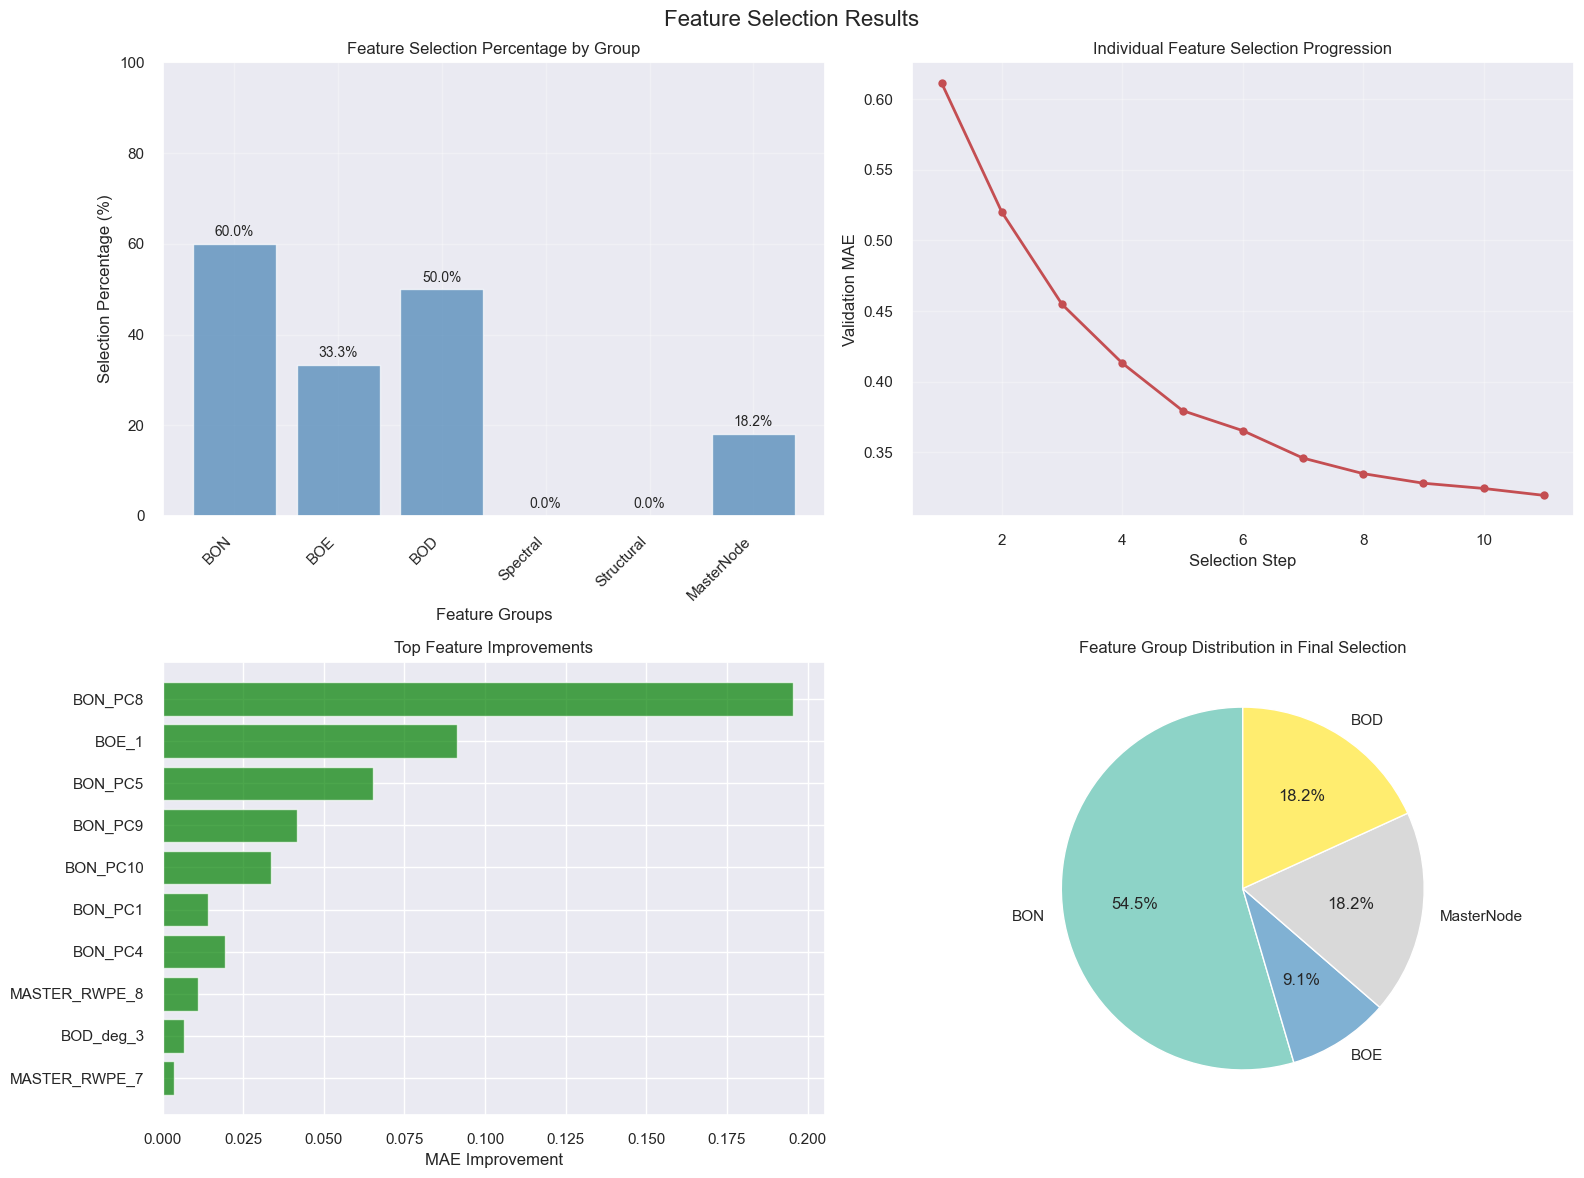 Feature Selection Results
Feature Selection Percentage by Group
Selection Percentage (%)
100
80
60
40
20
0
60.0%
33.3%
50.0%
0.0%
0.0%
18.2%
BON
BOE
BOD
Spectral
Structural
MasterNode
Feature Groups
Individual Feature Selection Progression
Validation MAE
0.60
0.55
0.50
0.45
0.40
0.35
2
4
6
8
10
Selection Step
Top Feature Improvements
BON_PC8
BOE_1
BON_PC5
BON_PC9
BON_PC10
BON_PC1
BON_PC4
MASTER_RWPE_8
BOD_deg_3
MASTER_RWPE_7
0.000
0.025
0.050
0.075
0.100
0.125
0.150
0.175
0.200
MAE Improvement
Feature Group Distribution in Final Selection
BOD
18.2%
54.5%
18.2%
BON
MasterNode
9.1%
BOE